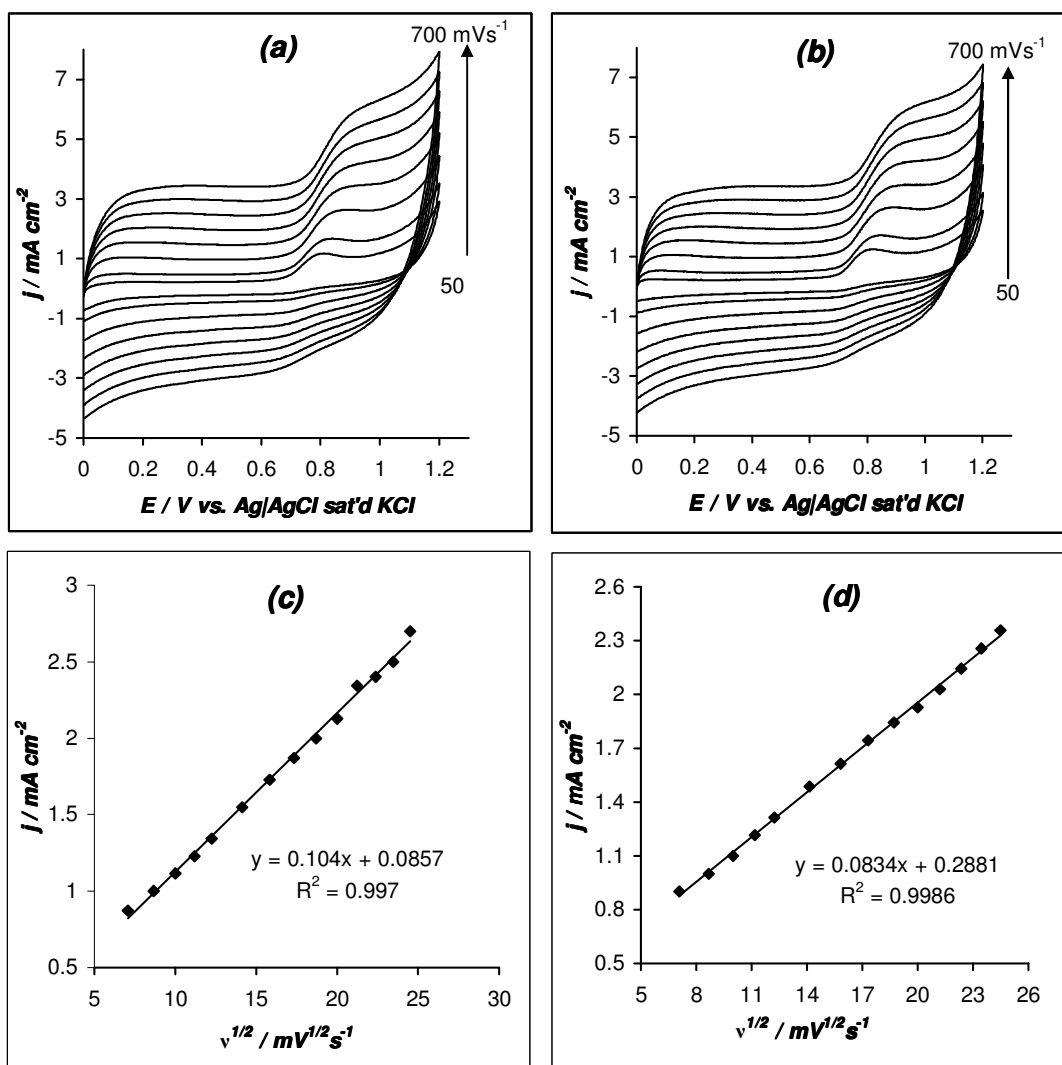 (a)
700 mVs-1
7
5
3
1
-1
-3
-5
50
j / mA cm-2
0 0.2 0.4 0.6 0.8 1 1.2
E / V vs. Ag|AgCl sat'd KCl
(b)
700 mVs-1
7
5
3
1
-1
-3
-5
50
j / mA cm-2
0 0.2 0.4 0.6 0.8 1 1.2
E / V vs. Ag|AgCl sat'd KCl
(c)
3
2.5
2
1.5
1
0.5
j / mA cm-2
y = 0.104x + 0.0857
R2 = 0.997
5 10 15 20 25 30
ν1/2 / mV1/2s-1
(d)
2.6
2.3
2
1.7
1.4
1.1
0.8
0.5
j / mA cm-2
y = 0.0834x + 0.2881
R2 = 0.9986
5 8 11 14 17 20 23 26
ν1/2 / mV1/2s-1